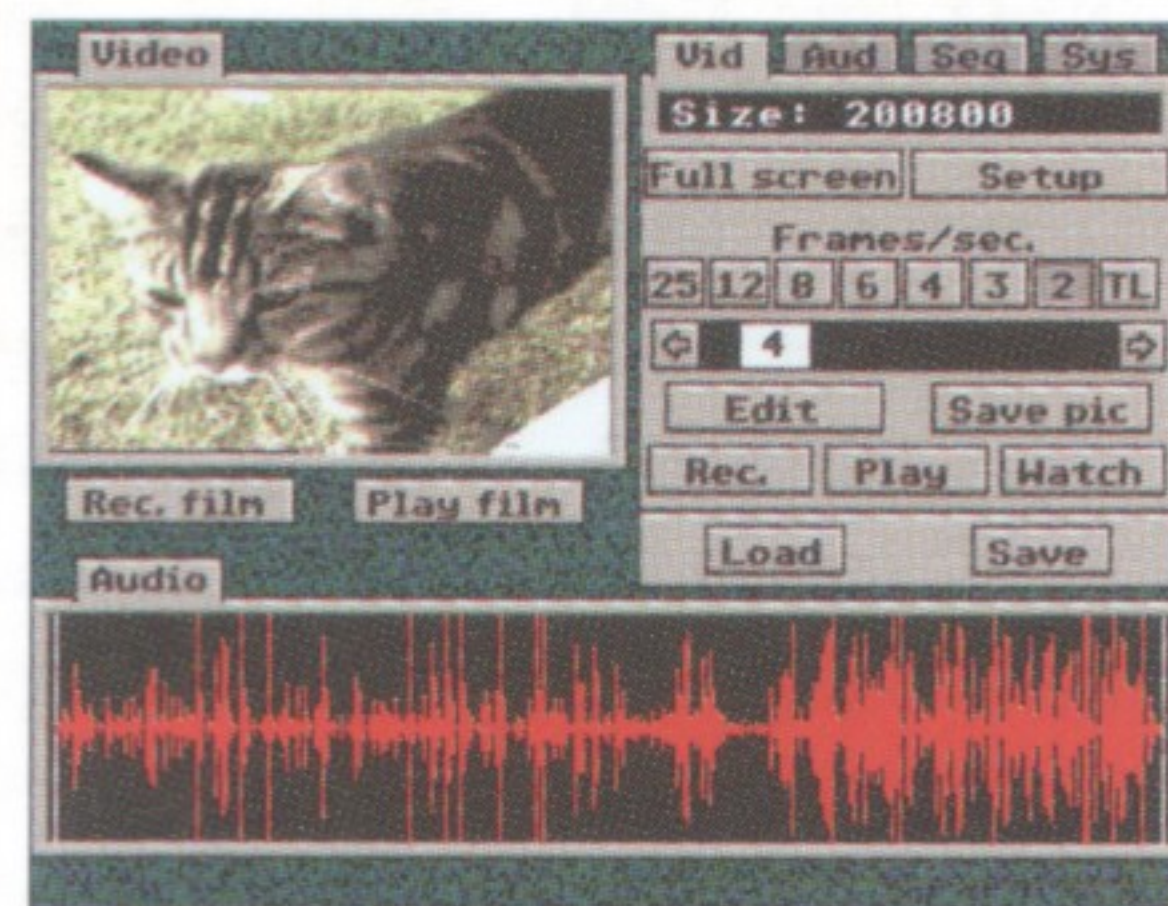 Video
Vid Aud Seq Sys
Size: 200800
Full screen Setup
Frames/sec.
25 12 8 6 4 3 2 TL
4
Edit Save pic
Rec. Play Watch
Rec. film Play film
Load Save
Audio